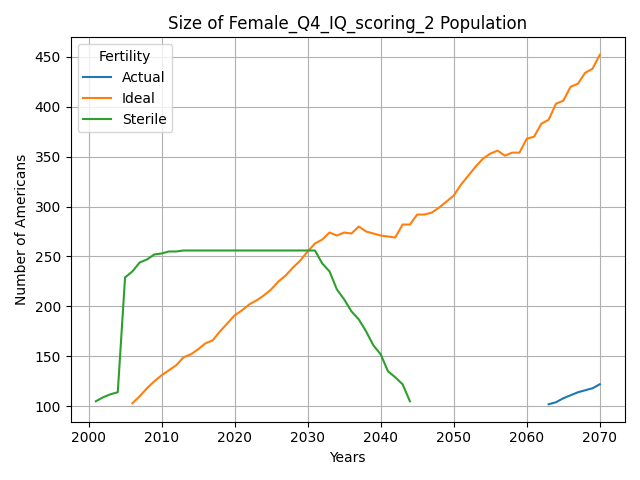 Size of Female_Q4_IQ_scoring_2 Population
Fertility
Actual
Ideal
Sterile
Number of Americans
450
400
350
300
250
200
150
100
2000 2010 2020 2030 2040 2050 2060 2070
Years